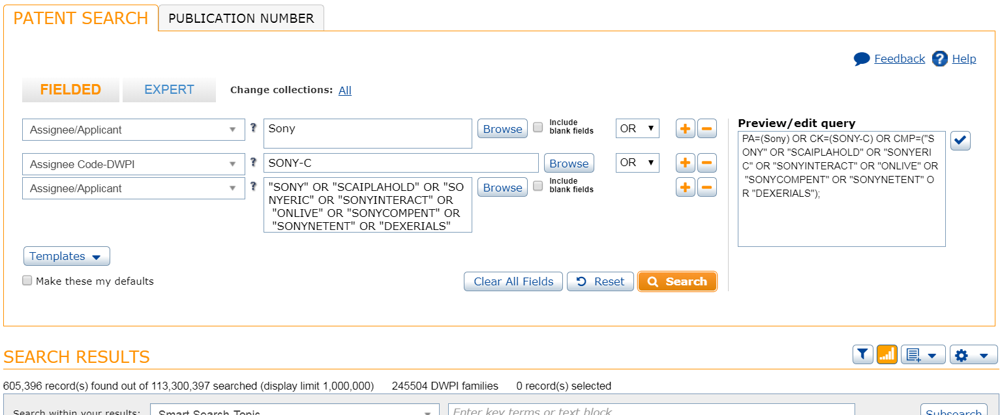 PATENT SEARCH
PUBLICATION NUMBER
Feedback
? Help
FIELDED
EXPERT
Change collections: All
Assignee/Applicant
?
Sony
Browse
Include
blank fields
OR
Assignee Code-DWPI
?
SONY-C
Browse
OR
Assignee/Applicant
?
"SONY" OR "SCAIPLAHOLD" OR "SO
NYERIC" OR "SONYINTERACT" OR
"ONLIVE" OR "SONYCOMPENT" OR
"SONYNETENT" OR "DEXERIALS"
Browse
Include
blank fields
Preview/edit query
PA=(Sony) OR CK=(SONY-C) OR CMP=("S
ONY" OR "SCAIPLAHOLD" OR "SONYERI
C" OR "SONYINTERACT" OR "ONLIVE" OR
"SONYCOMPENT" OR "SONYNETENT" O
R "DEXERIALS");
Templates
Make these my defaults
Clear All Fields
Reset
Search
SEARCH RESULTS
605,396 record(s) found out of 113,300,397 searched (display limit 1,000,000) 245504 DWPI families 0 record(s) selected
Search within your results:
Smart Search-Topic
Enter key terms or text block
Subsearch